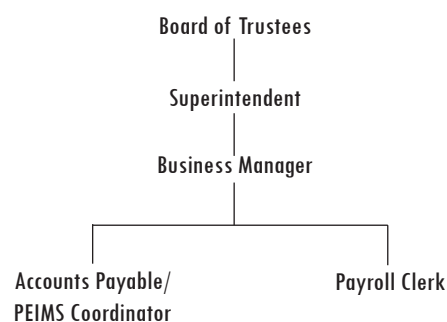 Board of Trustees
Superintendent
Business Manager
Accounts Payable/
PEIMS Coordinator
Payroll Clerk